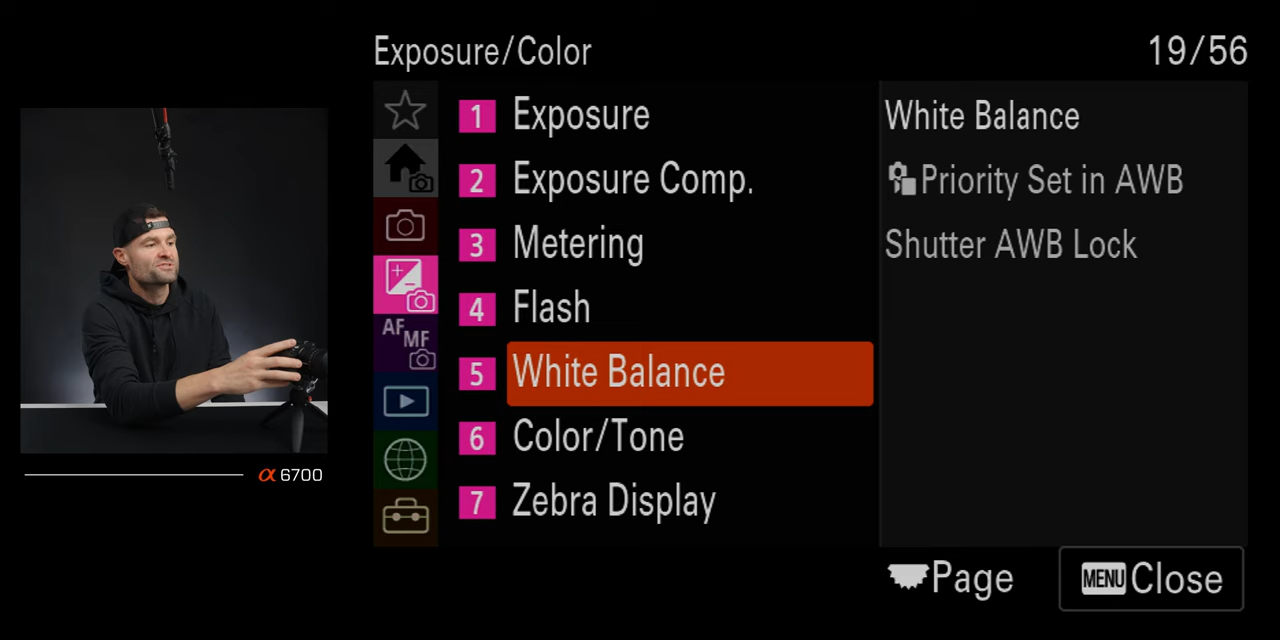 Exposure/Color
19/56
1 Exposure
2 Exposure Comp.
3 Metering
4 Flash
5 White Balance
6 Color/Tone
7 Zebra Display
AF MF
White Balance
Priority Set in AWB
Shutter AWB Lock
α 6700
Page
MENU Close